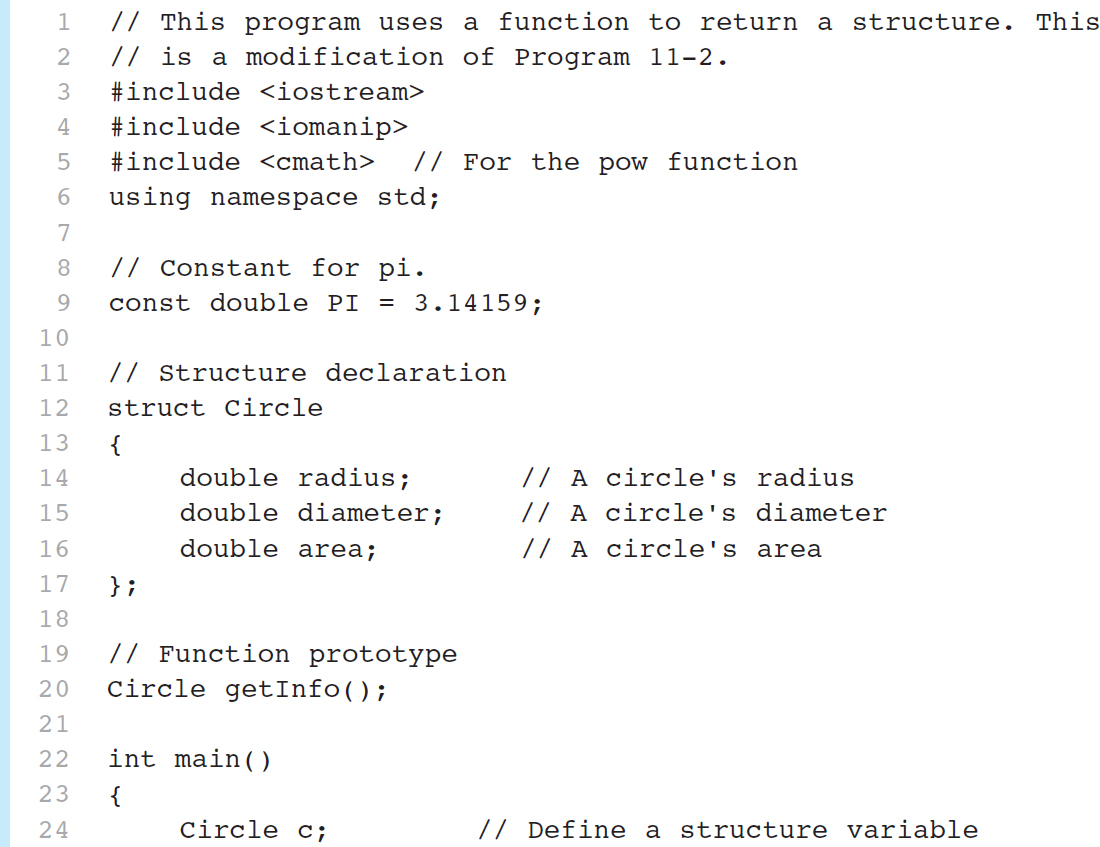 1 // This program uses a function to return a structure. This
2 // is a modification of Program 11-2.
3 #include <iostream>
4 #include <iomanip>
5 #include <cmath>  // For the pow function
6 using namespace std;
7
8 // Constant for pi.
9 const double PI = 3.14159;
10
11 // Structure declaration
12 struct Circle
13 {
14     double radius;      // A circle's radius
15     double diameter;    // A circle's diameter
16     double area;        // A circle's area
17 };
18
19 // Function prototype
20 Circle getInfo();
21
22 int main()
23 {
24     Circle c;         // Define a structure variable